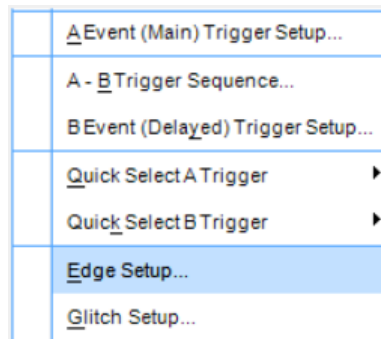 A Event (Main) Trigger Setup...
A - B Trigger Sequence...
B Event (Delayed) Trigger Setup...
Quick Select A Trigger
Quick Select B Trigger
Edge Setup...
Glitch Setup...